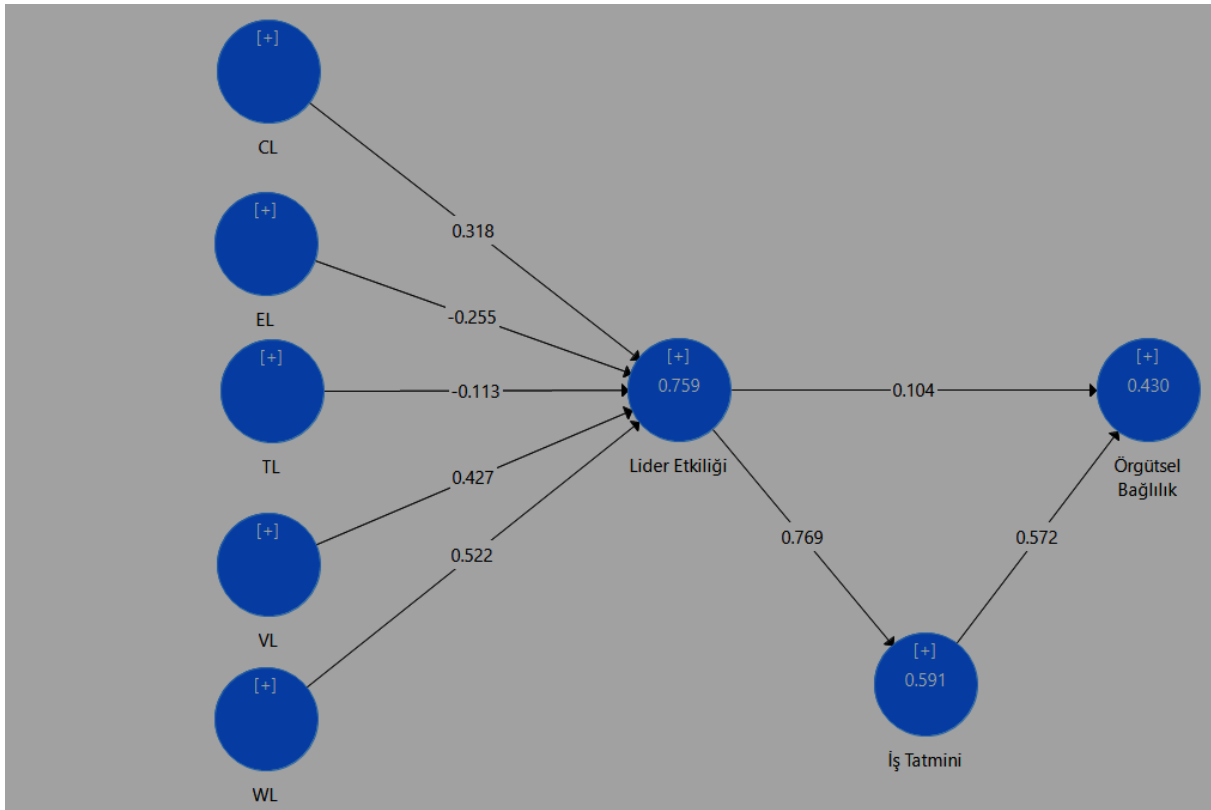 [+]
CL
0.318
[+]
EL
-0.255
[+]
TL
-0.113
[+]
VL
0.427
[+]
WL
0.522
[+]
0.759
Lider Etkiliği
0.104
0.769
[+]
0.591
İş Tatmini
0.572
[+]
0.430
Örgütsel
Bağlılık